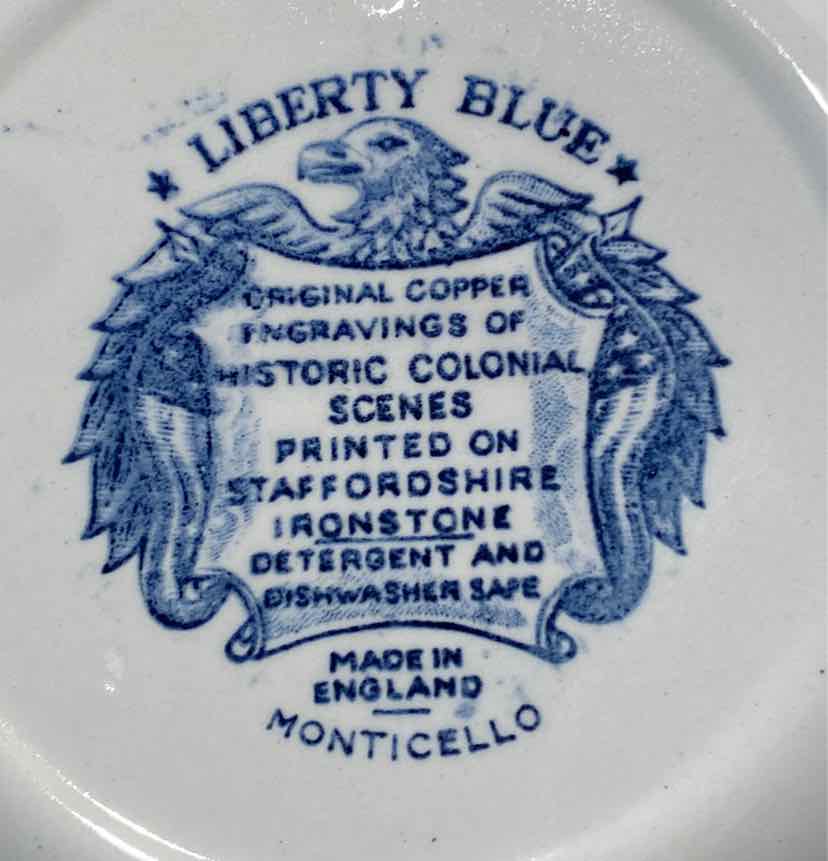 LIBERTY BLUE
ORIGINAL COPPER
ENGRAVINGS OF
HISTORIC COLONIAL
SCENES
PRINTED ON
STAFFORDSHIRE
IRONSTONE
DETERGENT AND
DISHWASHER SAFE
MADE IN
ENGLAND
MONTICELLO